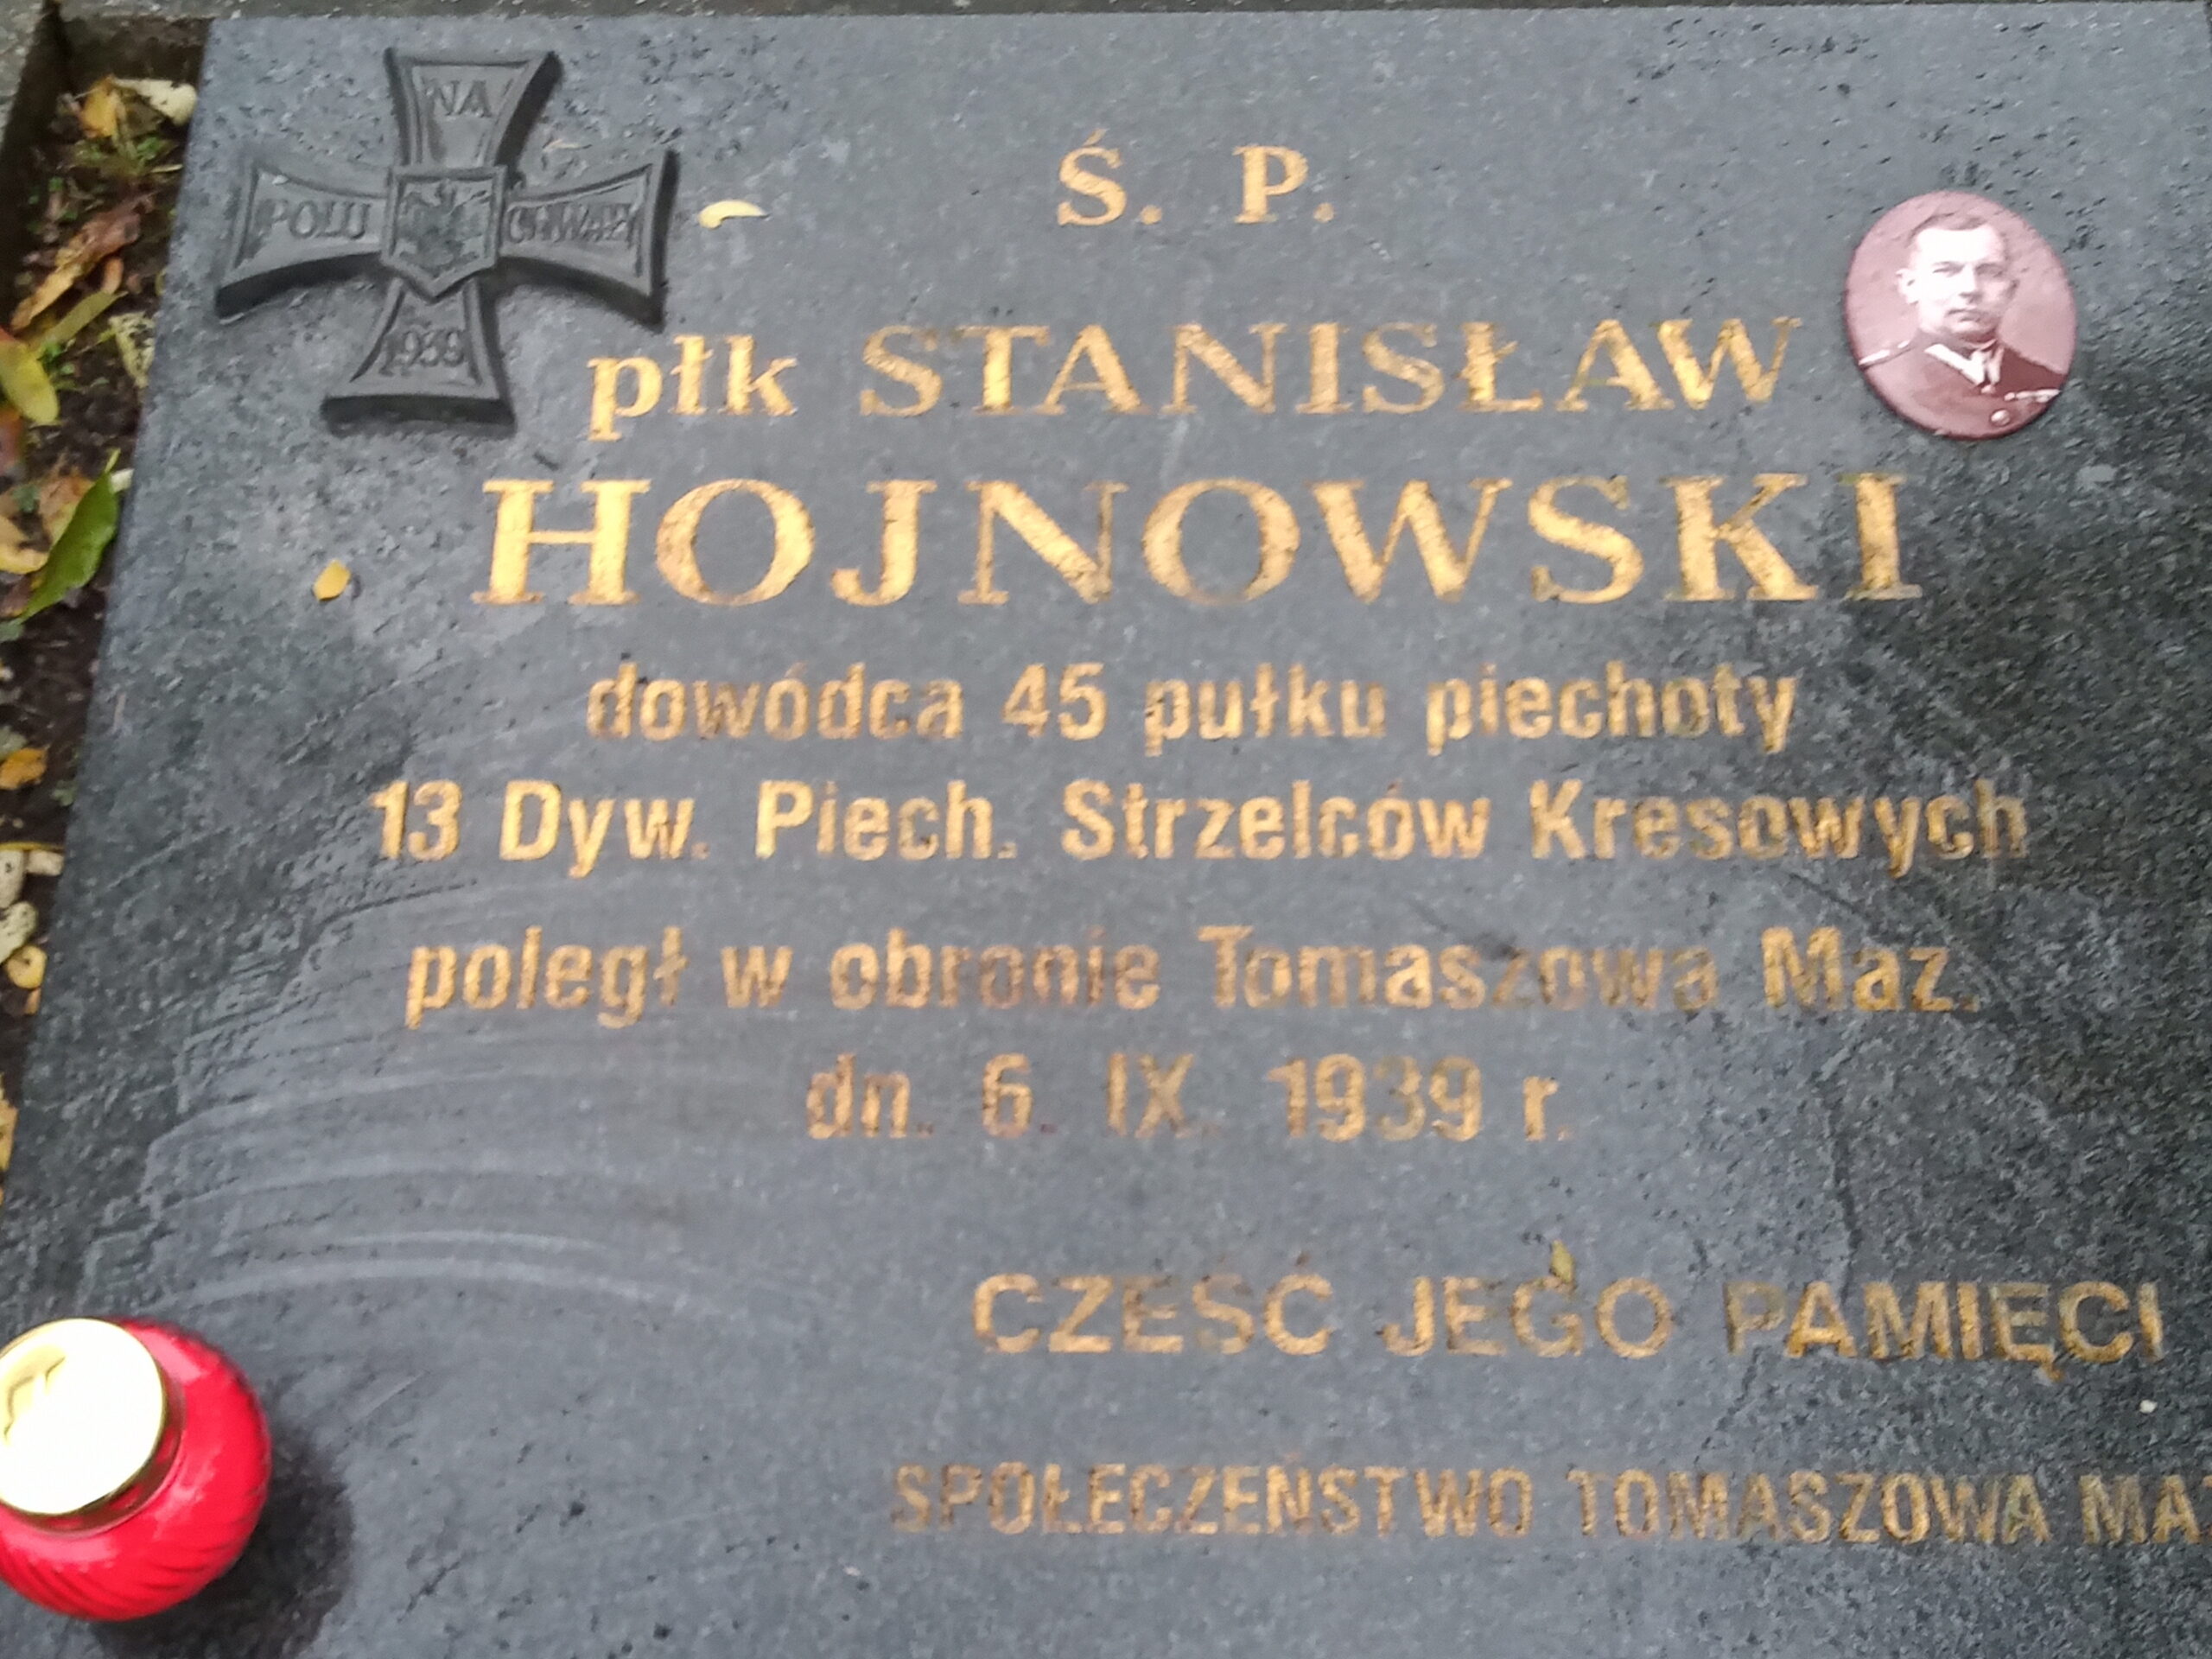 NA
POLU CHWAŁY
1939
Ś. P.
płk STANISŁAW
HOJNOWSKI
dowódca 45 pułku piechoty
13 Dyw. Piech. Strzelców Kresowych
poległ w obronie Tomaszowa Maz.
dn. 6. IX. 1939 r.
CZEŚĆ JEGO PAMIĘCI
SPOŁECZEŃSTWO TOMASZOWA MA